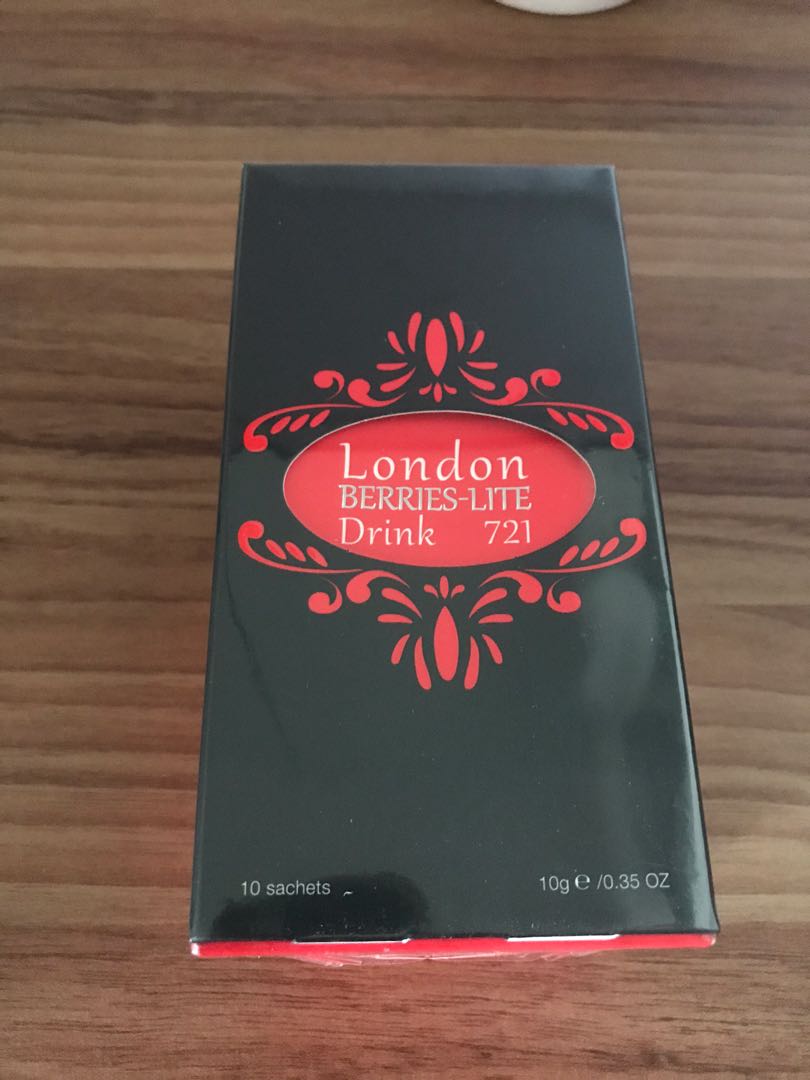 London
BERRIES-LITE
Drink 721
10 sachets
10g ℮ /0.35 OZ